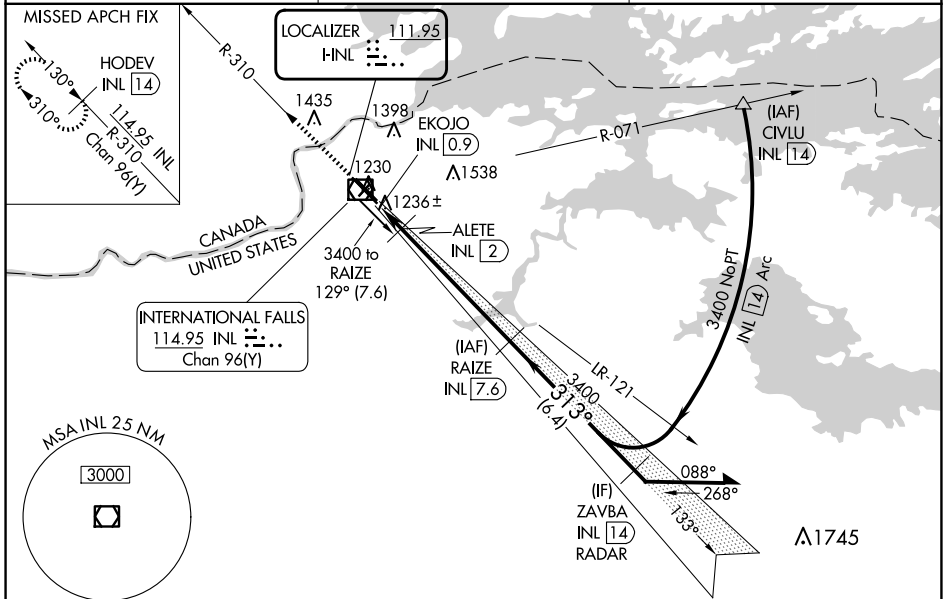 MISSED APCH FIX
130°
HODEV
INL 14
310°
114.95 INL
R-310
Chan 96(Y)
R-310
LOCALIZER 111.95
I-INL
1435
1398
EKOJO
INL 0.9
1538
R-071
(IAF)
CIVLU
INL 14
1230
1236±
ALETE
INL 2
CANADA
UNITED STATES
3400 to
RAIZE
129° (7.6)
3400 NoPT
INL 14 Arc
INTERNATIONAL FALLS
114.95 INL
Chan 96(Y)
(IAF)
RAIZE
INL 7.6
LR-121
3400
313°
(6.4)
MSA INL 25 NM
3000
088°
268°
133°
(IF)
ZAVBA
INL 14
RADAR
1745